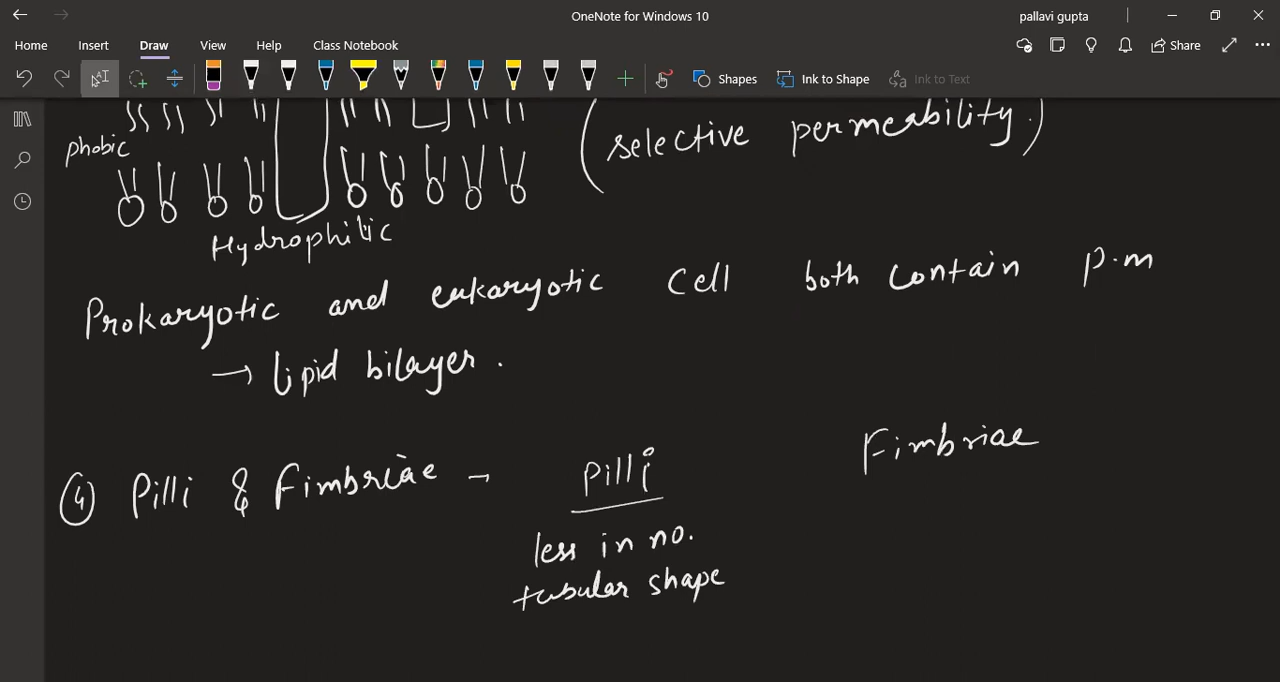 OneNote for Windows 10
pallavi gupta
Home Insert Draw View Help Class Notebook
Share
Shapes Ink to Shape Ink to Text
phobic
(selective permeability.)
Hydrophilic
Prokaryotic and eukaryotic cell both contain p.m
→ lipid bilayer.
④ Pilli & Fimbriae → Pilli Fimbriae
less in no.
tubular shape